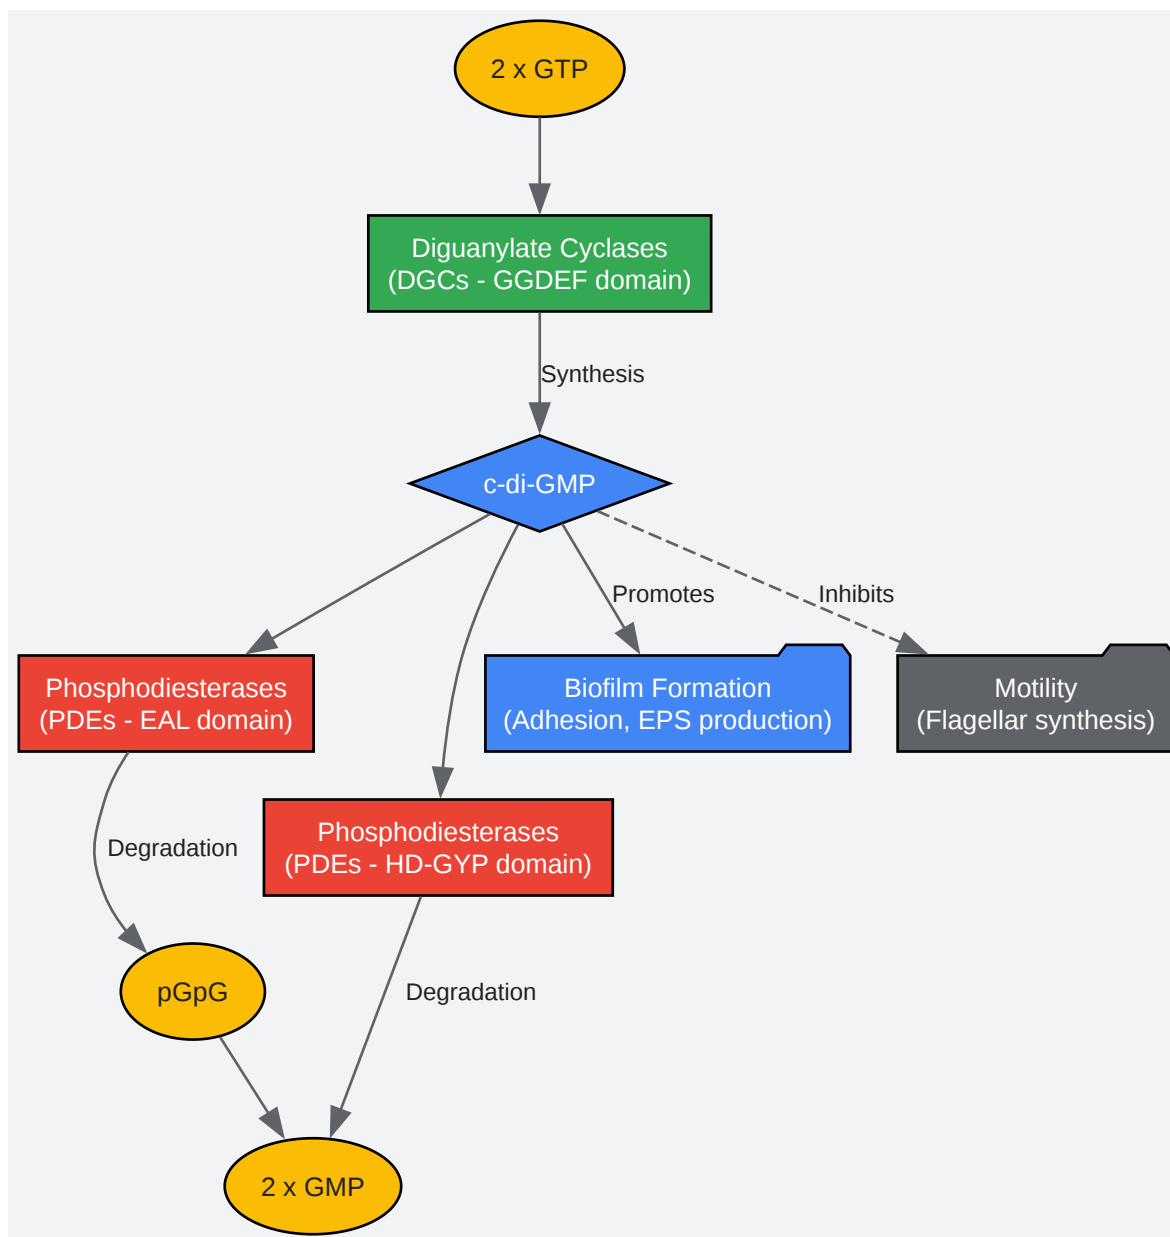 2 x GTP
Diguanylate Cyclases
(DGCs - GGDEF domain)
Synthesis
c-di-GMP
Promotes
Inhibits
Phosphodiesterases
(PDEs - EAL domain)
Biofilm Formation
(Adhesion, EPS production)
Motility
(Flagellar synthesis)
Degradation
Phosphodiesterases
(PDEs - HD-GYP domain)
pGpG
Degradation
2 x GMP